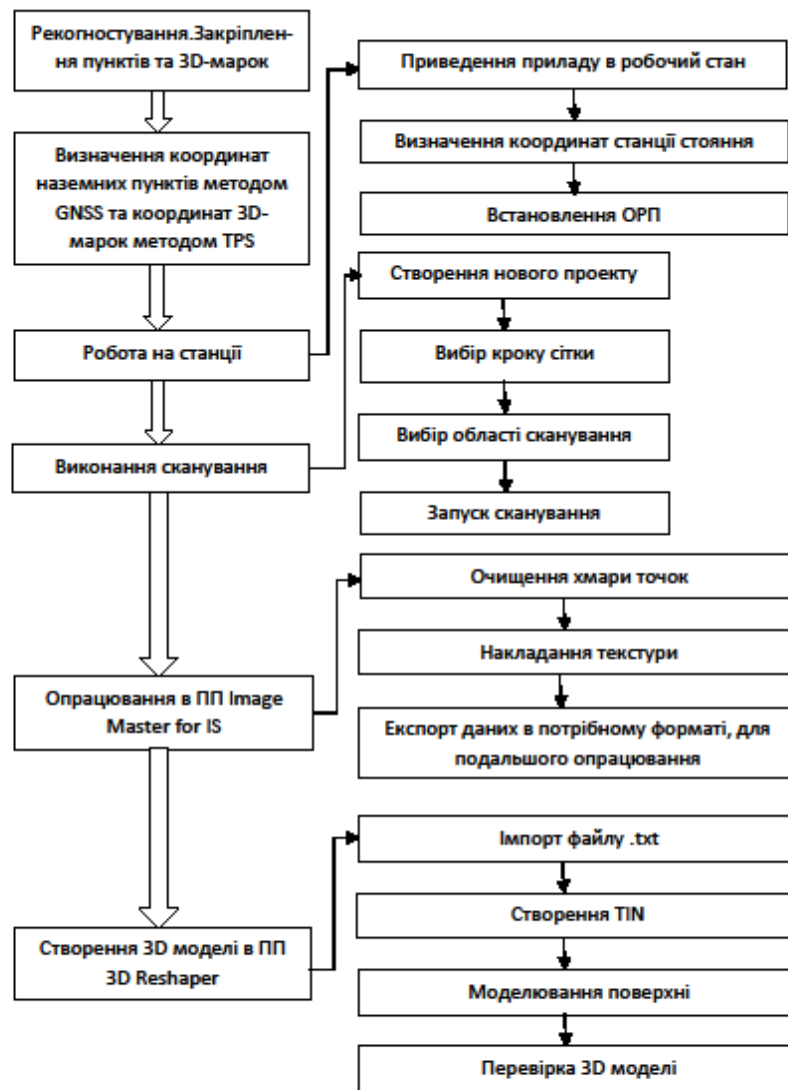 Рекогностування.Закріплен-
ня пунктів та 3D-марок
Визначення координат
наземних пунктів методом
GNSS та координат 3D-
марок методом TPS
Робота на станції
Виконання сканування
Опрацювання в ПП Image
Master for IS
Створення 3D моделі в ПП
3D Reshaper
Приведення приладу в робочий стан
Визначення координат станції стояння
Встановлення ОРП
Створення нового проекту
Вибір кроку сітки
Вибір області сканування
Запуск сканування
Очищення хмари точок
Накладання текстури
Експорт даних в потрібному форматі, для
подальшого опрацювання
Імпорт файлу .txt
Створення TIN
Моделювання поверхні
Перевірка 3D моделі